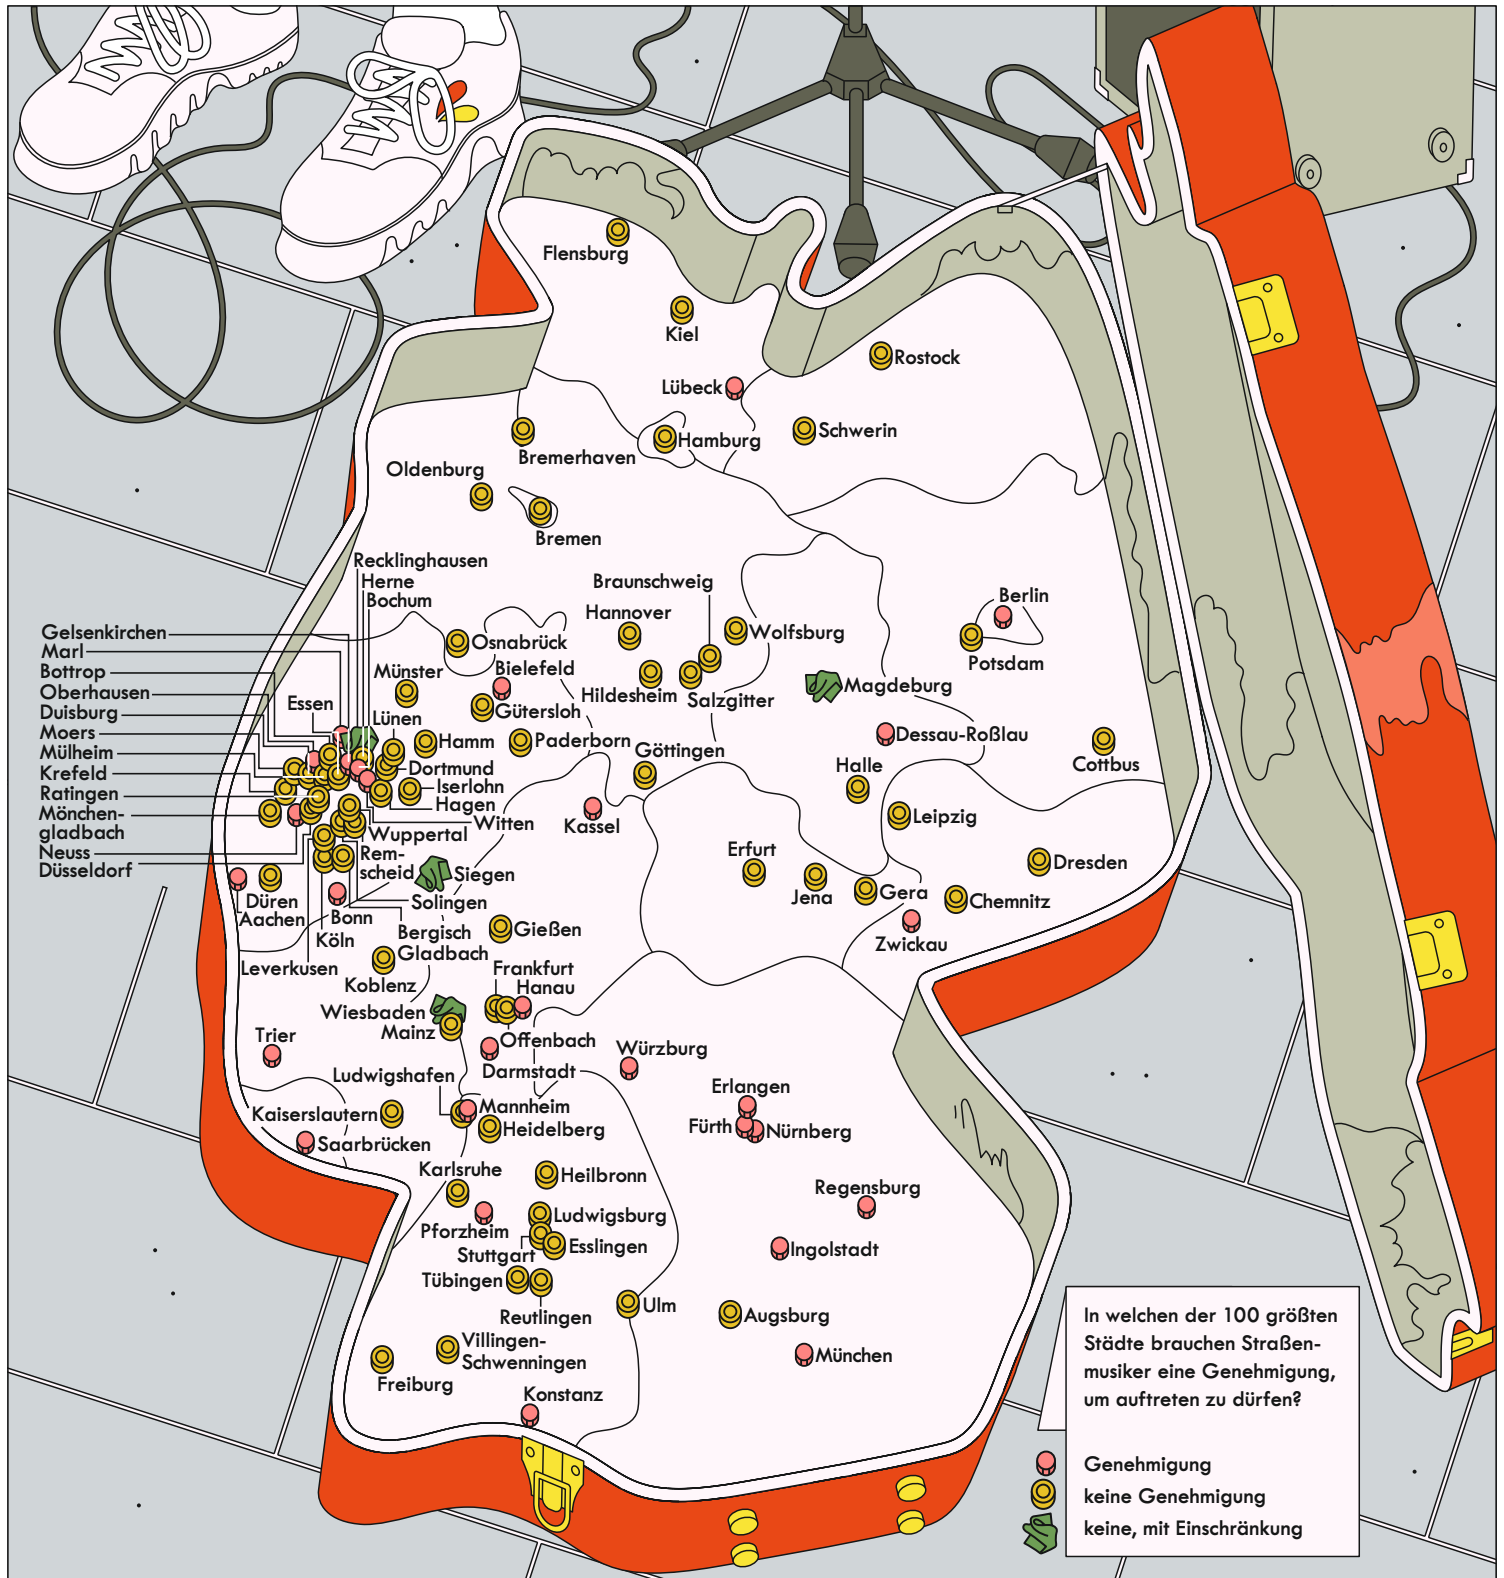 Flensburg
Kiel
Rostock
Lübeck
Schwerin
Hamburg
Bremerhaven
Oldenburg
Bremen
Recklinghausen
Herne
Bochum
Braunschweig
Hannover
Wolfsburg
Berlin
Potsdam
Gelsenkirchen
Marl
Bottrop
Oberhausen
Duisburg
Moers
Mülheim
Krefeld
Ratingen
Mönchen-
gladbach
Neuss
Düsseldorf
Essen
Osnabrück
Bielefeld
Münster
Gütersloh
Hildesheim
Salzgitter
Magdeburg
Lünen
Hamm
Paderborn
Göttingen
Dessau-Roßlau
Cottbus
Dortmund
Iserlohn
Hagen
Halle
Witten
Wuppertal
Kassel
Leipzig
Rem-
scheid
Siegen
Erfurt
Jena
Gera
Dresden
Chemnitz
Zwickau
Düren
Aachen
Bonn
Solingen
Köln
Bergisch
Gladbach
Gießen
Leverkusen
Koblenz
Frankfurt
Hanau
Wiesbaden
Mainz
Offenbach
Darmstadt
Trier
Würzburg
Ludwigshafen
Erlangen
Kaiserslautern
Mannheim
Heidelberg
Fürth
Nürnberg
Saarbrücken
Karlsruhe
Heilbronn
Regensburg
Pforzheim
Ludwigsburg
Stuttgart
Esslingen
Ingolstadt
Tübingen
Reutlingen
Ulm
Augsburg
Villingen-
Schwenningen
München
Freiburg
Konstanz
In welchen der 100 größten
Städte brauchen Straßen-
musiker eine Genehmigung,
um auftreten zu dürfen?
Genehmigung
keine Genehmigung
keine, mit Einschränkung